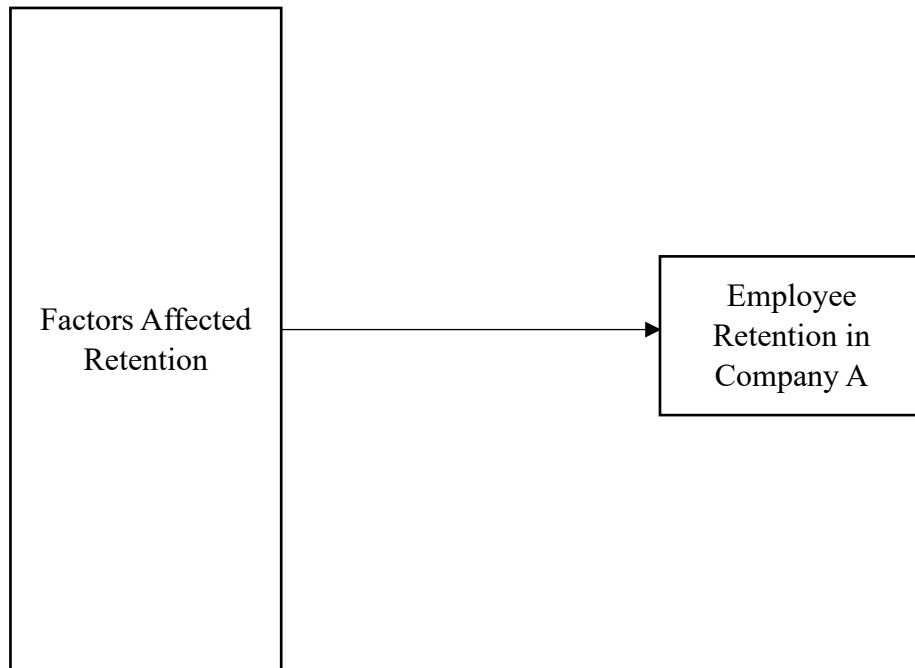 Factors Affected
Retention
Employee
Retention in
Company A